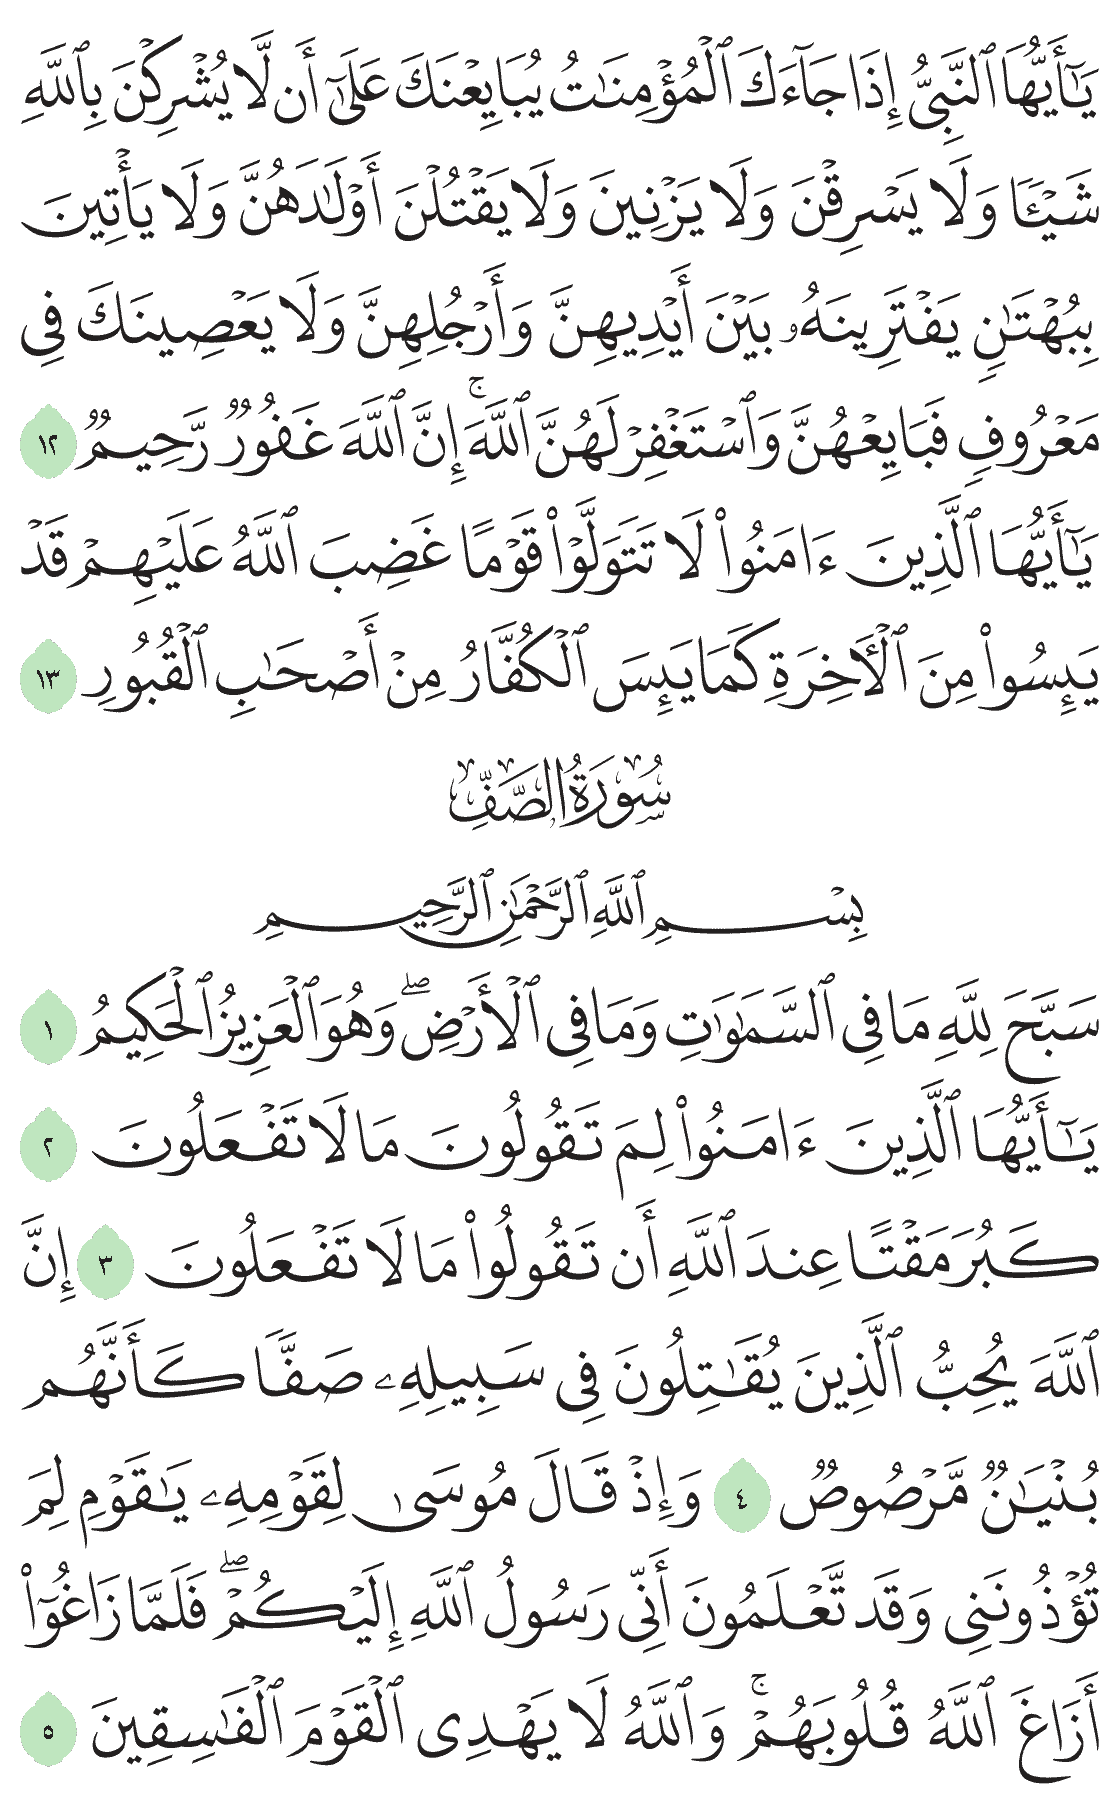 يَٰٓأَيُّهَا ٱلنَّبِىُّ إِذَا جَآءَكَ ٱلْمُؤْمِنَٰتُ يُبَايِعْنَكَ عَلَىٰٓ أَن لَّا يُشْرِكْنَ بِٱللَّهِ
شَيْـًٔا وَلَا يَسْرِقْنَ وَلَا يَزْنِينَ وَلَا يَقْتُلْنَ أَوْلَٰدَهُنَّ وَلَا يَأْتِينَ
بِبُهْتَٰنٍ يَفْتَرِينَهُۥ بَيْنَ أَيْدِيهِنَّ وَأَرْجُلِهِنَّ وَلَا يَعْصِينَكَ فِى
مَعْرُوفٍ فَبَايِعْهُنَّ وَٱسْتَغْفِرْ لَهُنَّ ٱللَّهَ ۚ إِنَّ ٱللَّهَ غَفُورٌ رَّحِيمٌ ١٢
يَٰٓأَيُّهَا ٱلَّذِينَ ءَامَنُوا۟ لَا تَتَوَلَّوْا۟ قَوْمًا غَضِبَ ٱللَّهُ عَلَيْهِمْ قَدْ
يَئِسُوا۟ مِنَ ٱلْأَاخِرَةِ كَمَا يَئِسَ ٱلْكُفَّارُ مِنْ أَصْحَٰبِ ٱلْقُبُورِ ١٣
سُورَةُ الصَّفِّ
بِسْمِ ٱللَّهِ ٱلرَّحْمَٰنِ ٱلرَّحِيمِ
سَبَّحَ لِلَّهِ مَا فِى ٱلسَّمَٰوَٰتِ وَمَا فِى ٱلْأَرْضِ ۖ وَهُوَ ٱلْعَزِيزُ ٱلْحَكِيمُ ١
يَٰٓأَيُّهَا ٱلَّذِينَ ءَامَنُوا۟ لِمَ تَقُولُونَ مَا لَا تَفْعَلُونَ ٢
كَبُرَ مَقْتًا عِندَ ٱللَّهِ أَن تَقُولُوا۟ مَا لَا تَفْعَلُونَ ٣ إِنَّ
ٱللَّهَ يُحِبُّ ٱلَّذِينَ يُقَٰتِلُونَ فِى سَبِيلِهِۦ صَفًّا كَأَنَّهُم
بُنْيَٰنٌ مَّرْصُوصٌ ٤ وَإِذْ قَالَ مُوسَىٰ لِقَوْمِهِۦ يَٰقَوْمِ لِمَ
تُؤْذُونَنِى وَقَد تَّعْلَمُونَ أَنِّى رَسُولُ ٱللَّهِ إِلَيْكُمْ ۖ فَلَمَّا زَاغُوٓا۟
أَزَاغَ ٱللَّهُ قُلُوبَهُمْ ۚ وَٱللَّهُ لَا يَهْدِى ٱلْقَوْمَ ٱلْفَٰسِقِينَ ٥